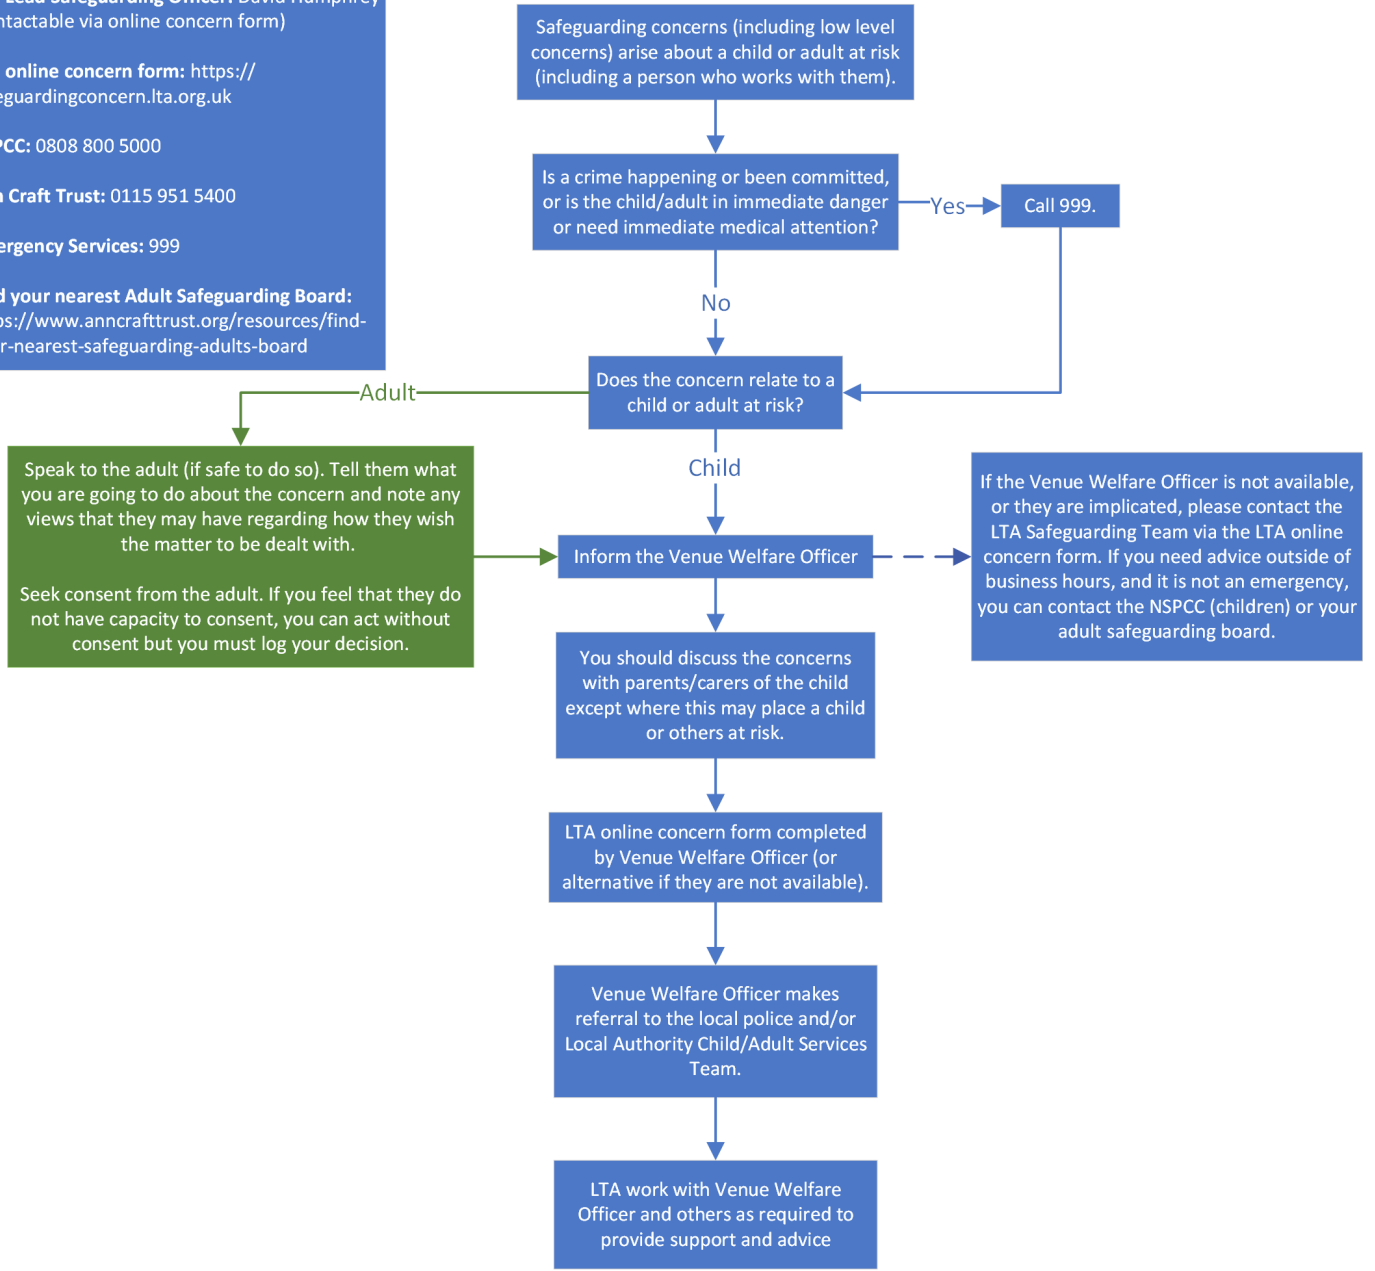 Lead Safeguarding Officer: David Humphrey
ntactable via online concern form)
online concern form: https://
eguardingconcern.lta.org.uk
PCC: 0808 800 5000
n Craft Trust: 0115 951 5400
ergency Services: 999
d your nearest Adult Safeguarding Board:
ps://www.anncrafttrust.org/resources/find-
r-nearest-safeguarding-adults-board
Safeguarding concerns (including low level
concerns) arise about a child or adult at risk
(including a person who works with them).
Is a crime happening or been committed,
or is the child/adult in immediate danger
or need immediate medical attention?
Yes
Call 999.
No
Does the concern relate to a
child or adult at risk?
Adult
Child
Speak to the adult (if safe to do so). Tell them what
you are going to do about the concern and note any
views that they may have regarding how they wish
the matter to be dealt with.
Seek consent from the adult. If you feel that they do
not have capacity to consent, you can act without
consent but you must log your decision.
Inform the Venue Welfare Officer
If the Venue Welfare Officer is not available,
or they are implicated, please contact the
LTA Safeguarding Team via the LTA online
concern form. If you need advice outside of
business hours, and it is not an emergency,
you can contact the NSPCC (children) or your
adult safeguarding board.
You should discuss the concerns
with parents/carers of the child
except where this may place a child
or others at risk.
LTA online concern form completed
by Venue Welfare Officer (or
alternative if they are not available).
Venue Welfare Officer makes
referral to the local police and/or
Local Authority Child/Adult Services
Team.
LTA work with Venue Welfare
Officer and others as required to
provide support and advice